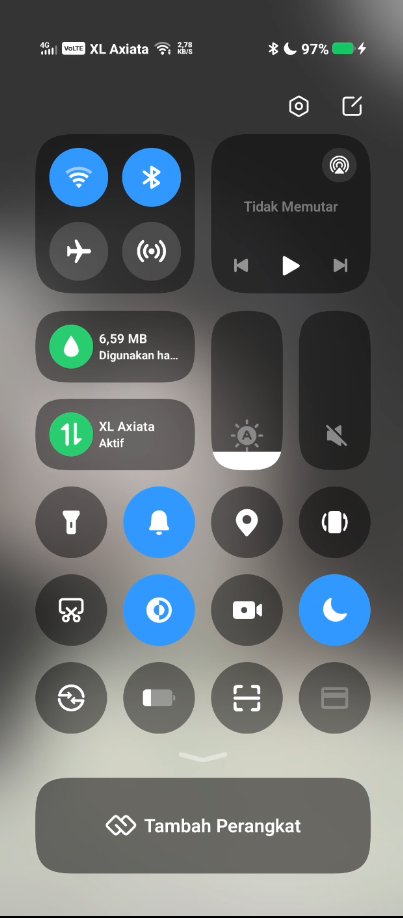 4G VoLTE XL Axiata 2,78 KB/S 97%
Tidak Memutar
6,59 MB
Digunakan ha...
XL Axiata
Aktif
A
Tambah Perangkat